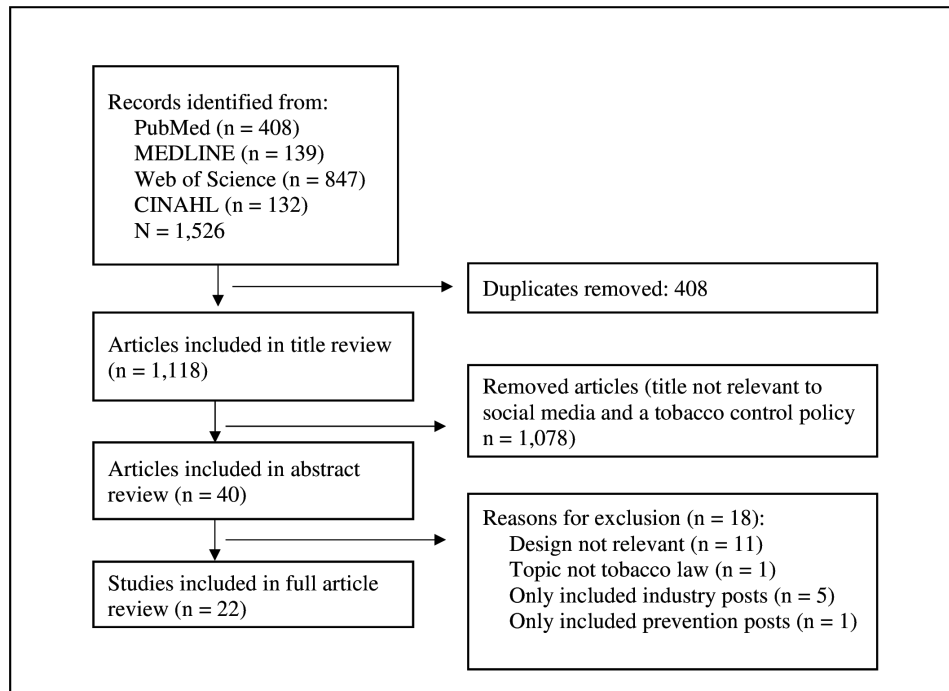 Records identified from:
PubMed (n = 408)
MEDLINE (n = 139)
Web of Science (n = 847)
CINAHL (n = 132)
N = 1,526
Duplicates removed: 408
Articles included in title review
(n = 1,118)
Removed articles (title not relevant to
social media and a tobacco control policy
n = 1,078)
Articles included in abstract
review (n = 40)
Reasons for exclusion (n = 18):
Design not relevant (n = 11)
Topic not tobacco law (n = 1)
Only included industry posts (n = 5)
Only included prevention posts (n = 1)
Studies included in full article
review (n = 22)